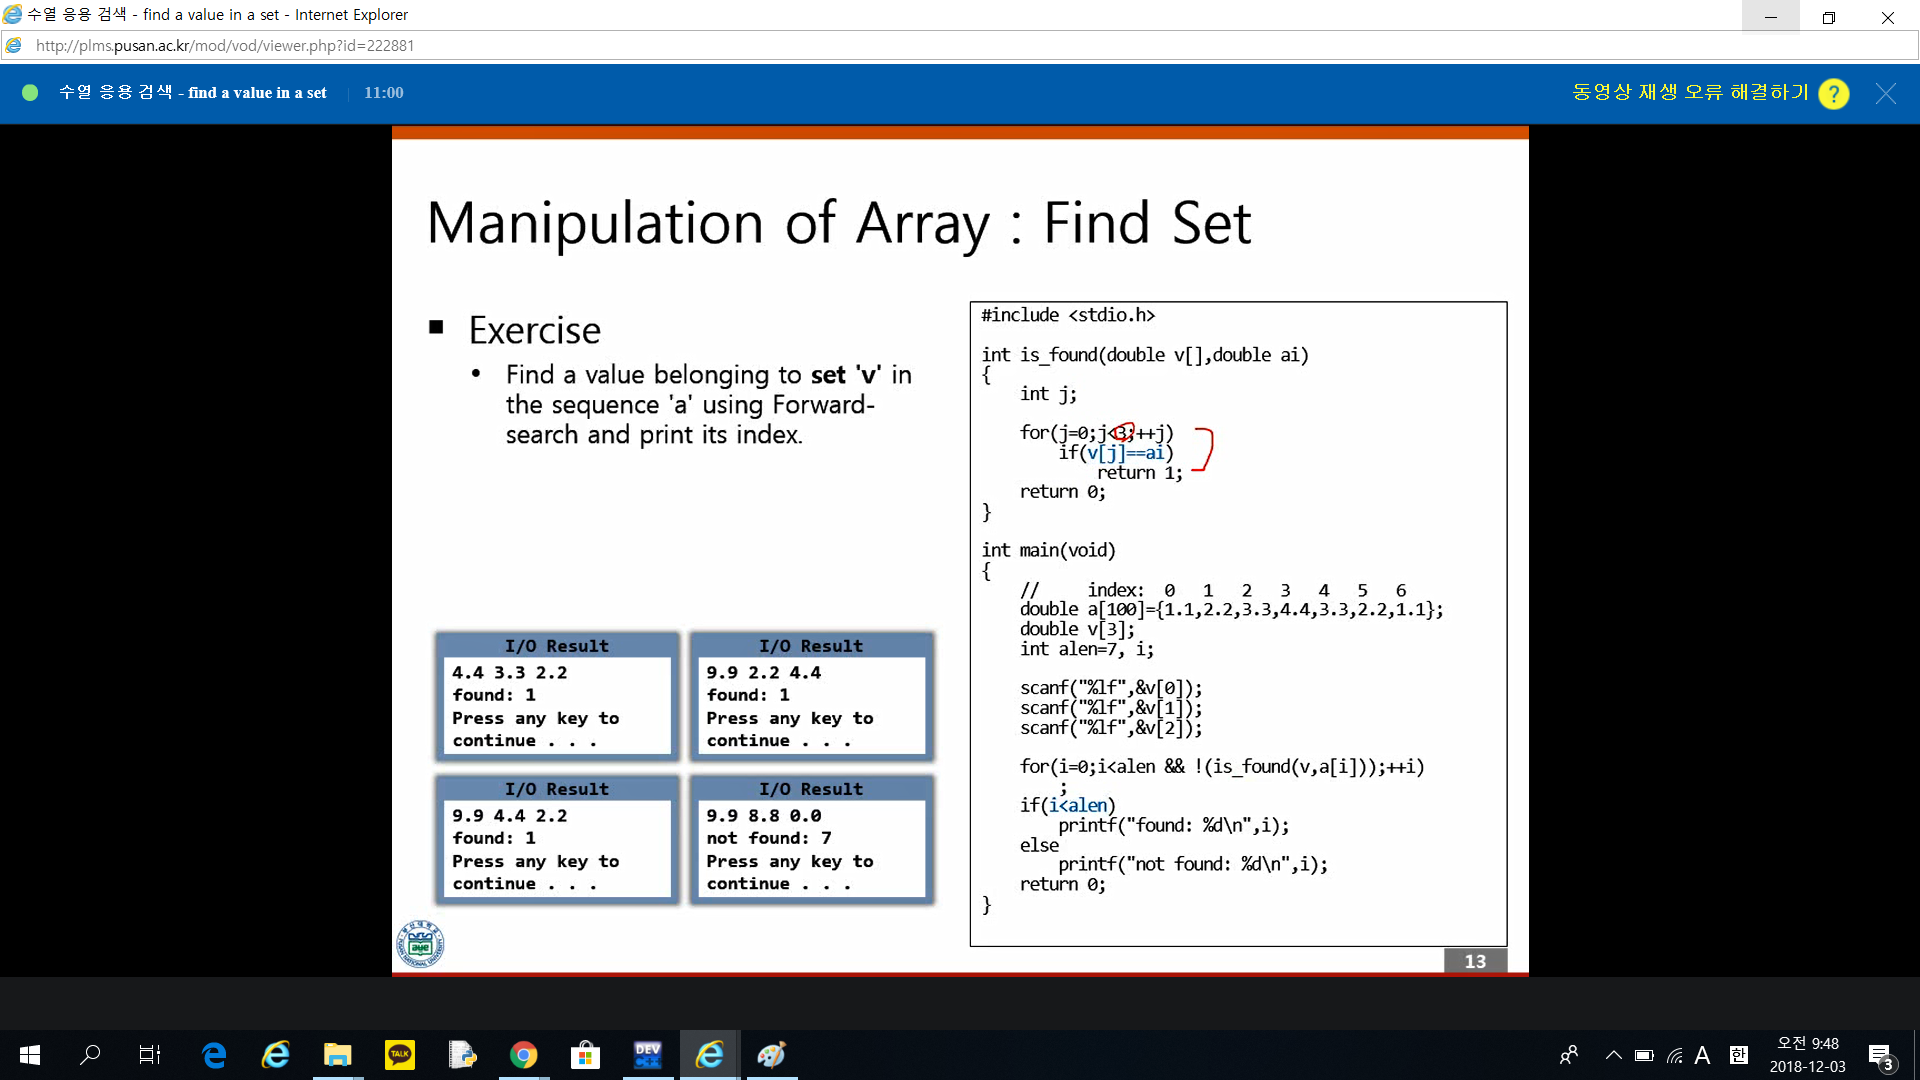 수열 응용 검색 - find a value in a set - Internet Explorer
http://plms.pusan.ac.kr/mod/vod/viewer.php?id=222881
수열 응용 검색 - find a value in a set | 11:00
동영상 재생 오류 해결하기 ?
Manipulation of Array : Find Set
■ Exercise
• Find a value belonging to set 'v' in
the sequence 'a' using Forward-
search and print its index.
I/O Result
4.4 3.3 2.2
found: 1
Press any key to
continue . . .
I/O Result
9.9 2.2 4.4
found: 1
Press any key to
continue . . .
I/O Result
9.9 4.4 2.2
found: 1
Press any key to
continue . . .
I/O Result
9.9 8.8 0.0
not found: 7
Press any key to
continue . . .
#include <stdio.h>
int is_found(double v[],double ai)
{
int j;
for(j=0;j<3;++j)
if(v[j]==ai)
return 1;
return 0;
}
int main(void)
{
// index: 0 1 2 3 4 5 6
double a[100]={1.1,2.2,3.3,4.4,3.3,2.2,1.1};
double v[3];
int alen=7, i;
scanf("%lf",&v[0]);
scanf("%lf",&v[1]);
scanf("%lf",&v[2]);
for(i=0;i<alen && !(is_found(v,a[i]));++i)
;
if(i<alen)
printf("found: %d\n",i);
else
printf("not found: %d\n",i);
return 0;
}
13
TALK
DEV
A
한
오전 9:48
2018-12-03
3